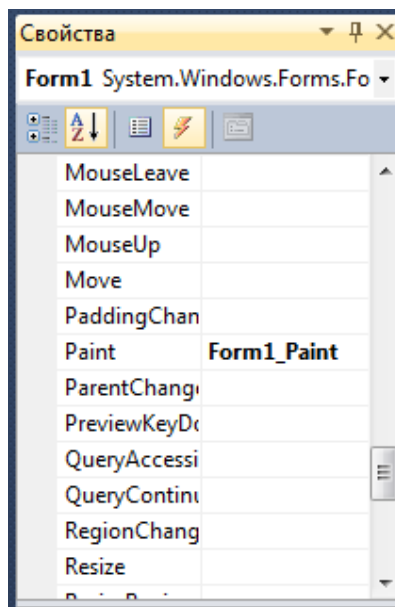 Свойства
Form1 System.Windows.Forms.Fo
MouseLeave
MouseMove
MouseUp
Move
PaddingChan
Paint Form1_Paint
ParentChang
PreviewKeyDo
QueryAccessi
QueryContinu
RegionChang
Resize